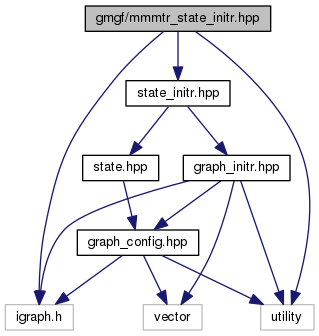 gmgf/mmmtr_state_initr.hpp
state_initr.hpp
state.hpp
graph_initr.hpp
graph_config.hpp
igraph.h
vector
utility